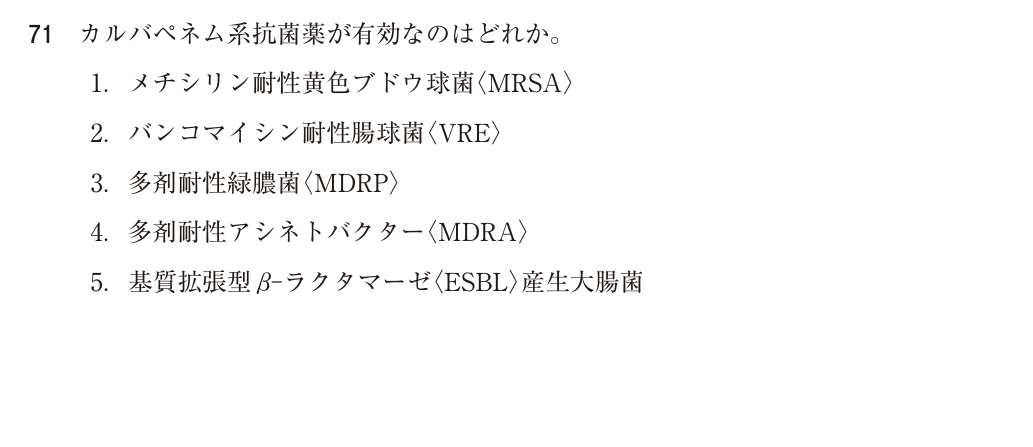 71 カルバペネム系抗菌薬が有効なのはどれか。
1. メチシリン耐性黄色ブドウ球菌〈MRSA〉
2. バンコマイシン耐性腸球菌〈VRE〉
3. 多剤耐性緑膿菌〈MDRP〉
4. 多剤耐性アシネトバクター〈MDRA〉
5. 基質拡張型β-ラクタマーゼ〈ESBL〉産生大腸菌